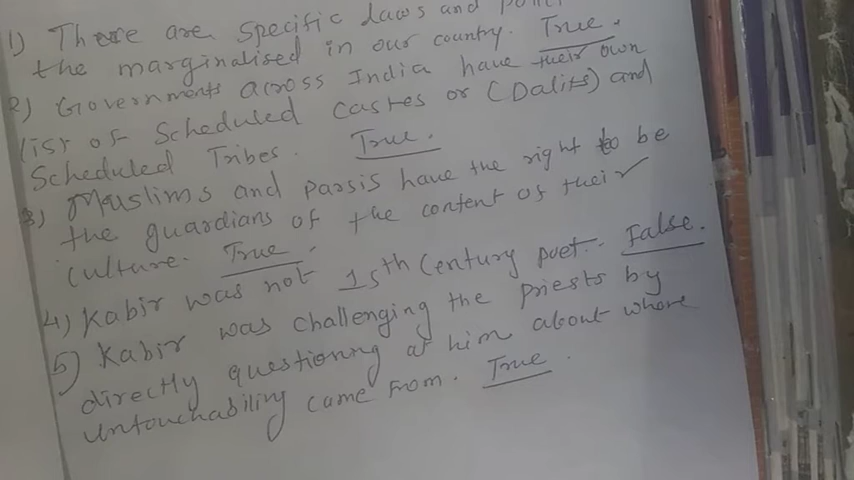 1) There are specific Laws and
the marginalised in our country. True.
2) Governments across India have their own
list of Scheduled Castes or (Dalits) and
Scheduled Tribes. True.
3) Muslims and Parsis have the right to be
the guardians of the content of their
culture. True.
4) Kabir was not 15th Century poet. False.
5) Kabir was challenging the priests by
directly questioning at him about where
Untouchability came From. True.